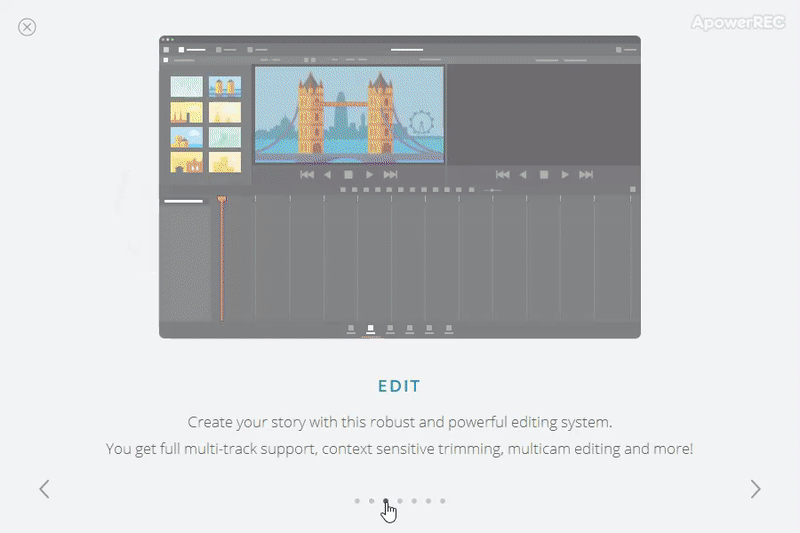 ApowerREC
EDIT
Create your story with this robust and powerful editing system.
You get full multi-track support, context sensitive trimming, multicam editing and more!